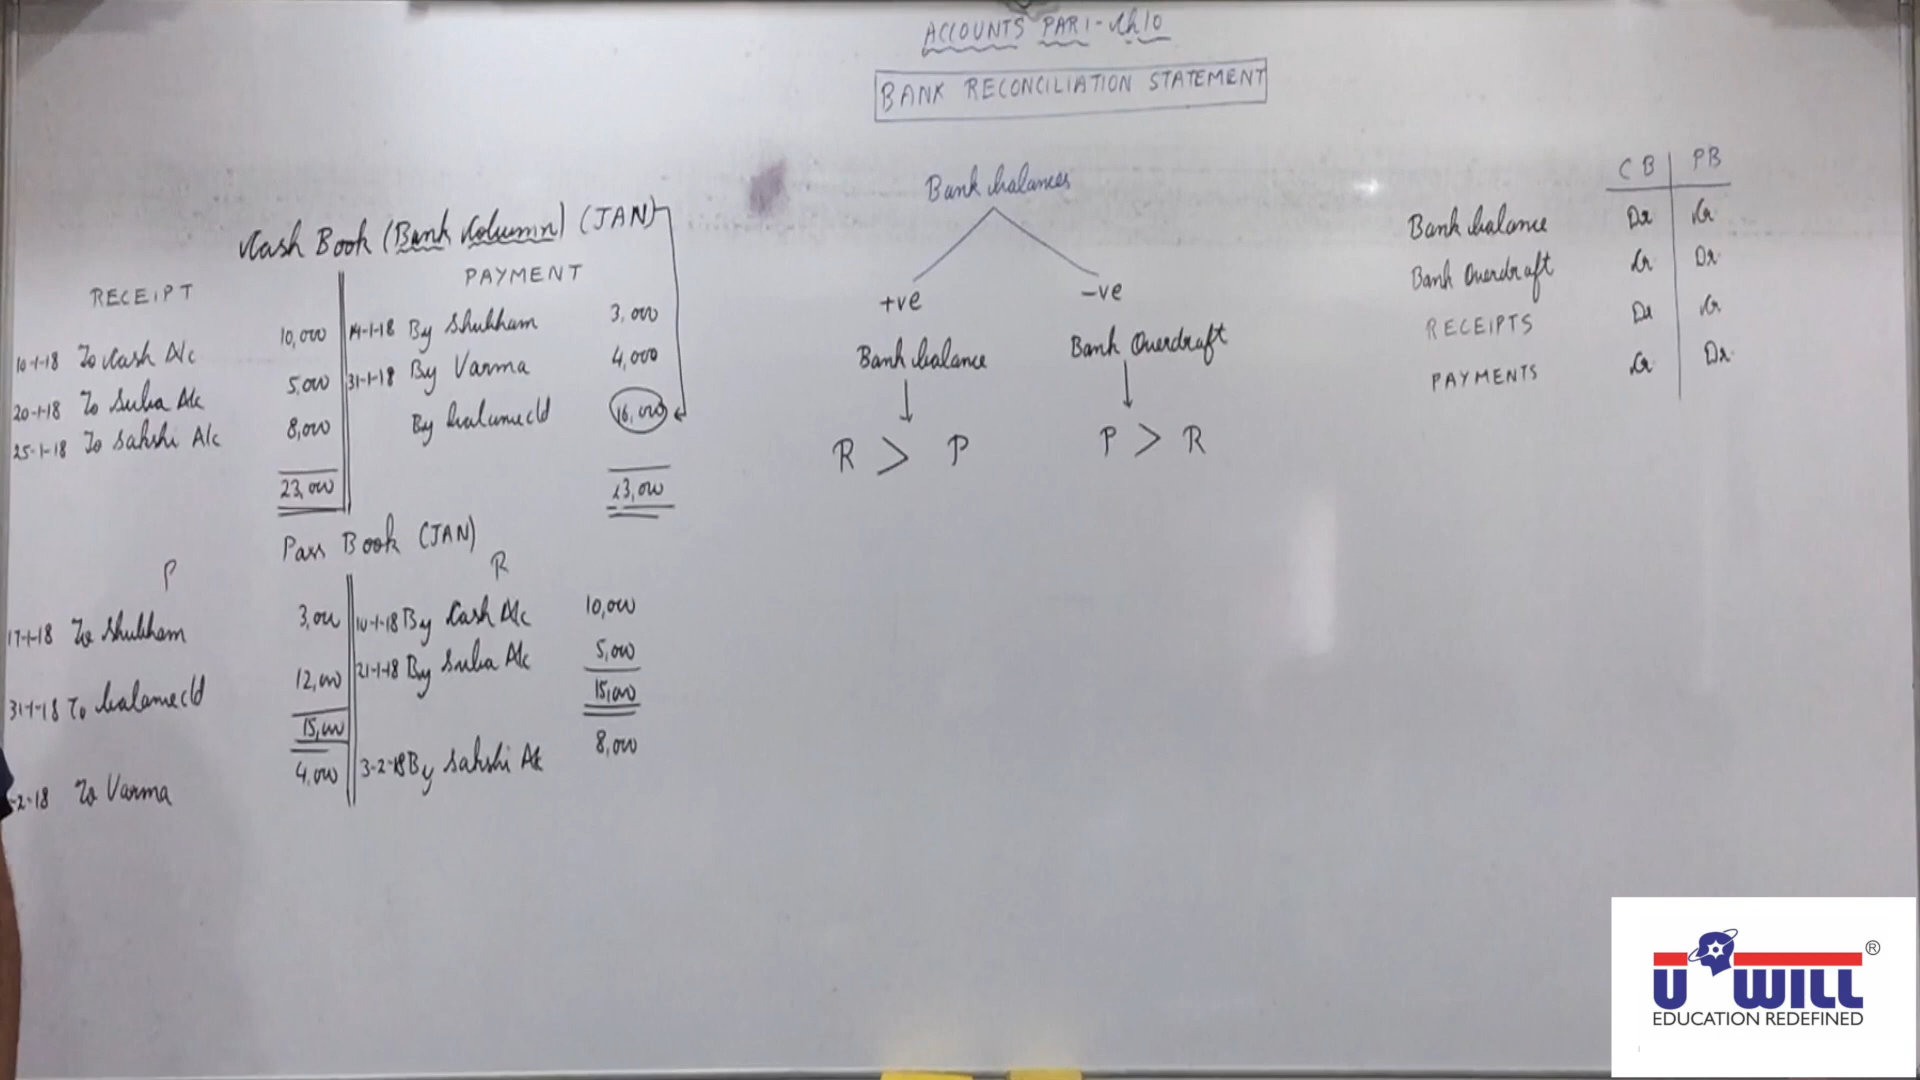 ACCOUNTS PART-Ch 10
BANK RECONCILIATION STATEMENT
Cash Book (Bank Column) (JAN)
RECEIPT PAYMENT
10-1-18 To Cash A/c 10,000 14-1-18 By Shubham 3,000
20-1-18 To Suba A/c 5,000 31-1-18 By Varma 4,000
25-1-18 To Sakshi A/c 8,000 By balance c/d 16,000
23,000 23,000
Pass Book (JAN)
P R
17-1-18 To Shubham 3,000 10-1-18 By Cash A/c 10,000
12,000 21-1-18 By Suba A/c 5,000
31-1-18 To balance c/d 15,000
15,000
-2-18 To Varma 4,000 3-2-18 By Sakshi A/c 8,000
Bank balances
+ve -ve
Bank balance Bank Overdraft
R > P P > R
CB PB
Bank balance Dr Cr
Bank Overdraft Cr Dr
RECEIPTS Dr Cr
PAYMENTS Cr Dr
U WILL ®
EDUCATION REDEFINED